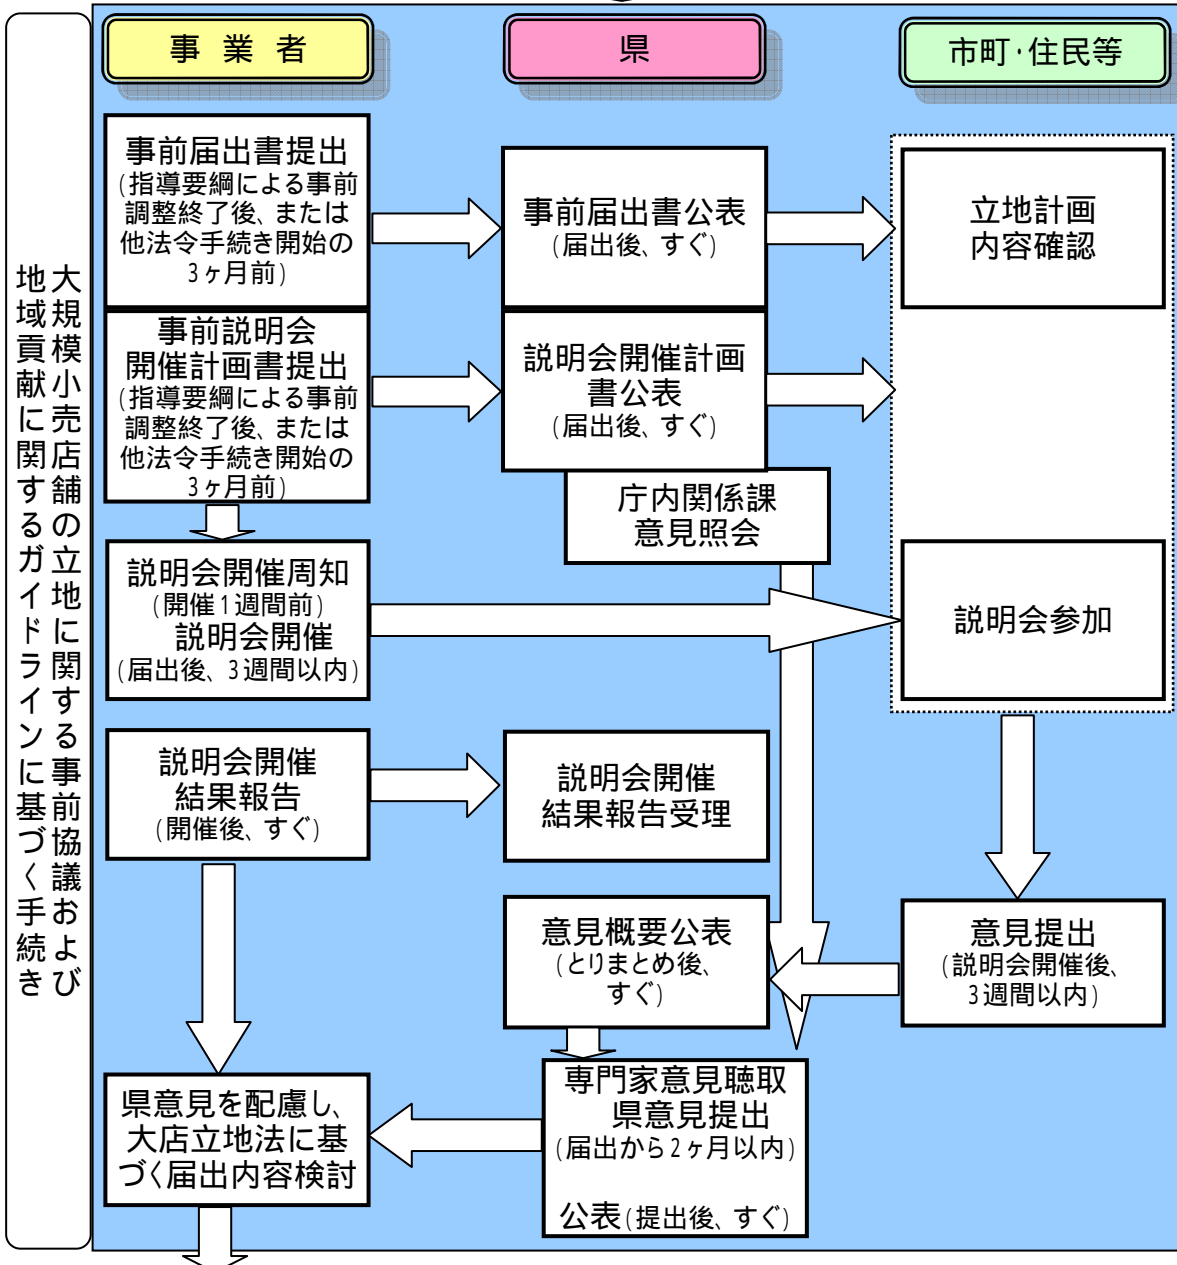 大規模小売店舗の立地に関する事前協議および
地域貢献に関するガイドラインに基づく手続き
事業者
県
市町・住民等
事前届出書提出
(指導要綱による事前
調整終了後、または
他法令手続き開始の
3ヶ月前)
事前届出書公表
(届出後、すぐ)
立地計画
内容確認
事前説明会
開催計画書提出
(指導要綱による事前
調整終了後、または
他法令手続き開始の
3ヶ月前)
説明会開催計画
書公表
(届出後、すぐ)
庁内関係課
意見照会
説明会開催周知
(開催1週間前)
説明会開催
(届出後、3週間以内)
説明会参加
説明会開催
結果報告
(開催後、すぐ)
説明会開催
結果報告受理
意見概要公表
(とりまとめ後、
すぐ)
意見提出
(説明会開催後、
3週間以内)
県意見を配慮し、
大店立地法に基
づく届出内容検討
専門家意見聴取
県意見提出
(届出から2ヶ月以内)
公表(提出後、すぐ)